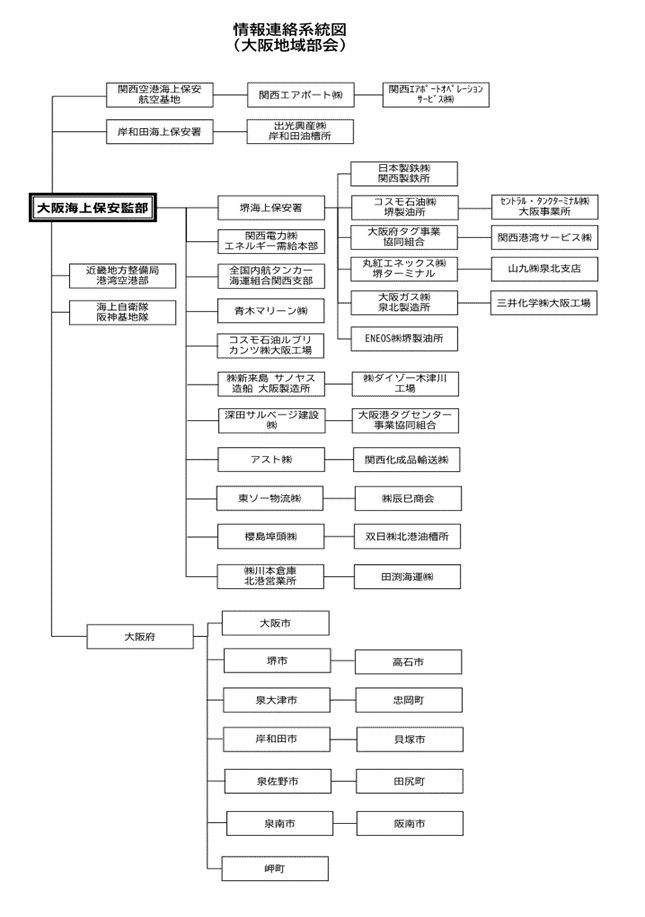 情報連絡系統図
（大阪地域部会）
関西空港海上保安
航空基地
関西エアポート㈱
関西ｴｱﾎﾟｰﾄｵﾍﾟﾚｰｼｮﾝ
サービス㈱
岸和田海上保安署
出光興産㈱
岸和田油槽所
大阪海上保安監部
堺海上保安署
日本製鉄㈱
関西製鉄所
コスモ石油㈱
堺製油所
ｾﾝﾄﾗﾙ・ﾀﾝｸﾀｰﾐﾅﾙ㈱
大阪事業所
関西電力㈱
エネルギー需給本部
大阪府タグ事業
協同組合
関西港湾サービス㈱
近畿地方整備局
港湾空港部
全国内航タンカー
海運組合関西支部
丸紅エネックス㈱
堺ターミナル
山九㈱泉北支店
海上自衛隊
阪神基地隊
青木マリーン㈱
大阪ガス㈱
泉北製造所
三井化学㈱大阪工場
コスモ石油ルブリ
カンツ㈱大阪工場
ENEOS㈱堺製油所
㈱新来島 サノヤス
造船 大阪製造所
㈱ダイゾー木津川
工場
深田サルベージ建設
㈱
大阪港タグセンター
事業協同組合
アスト㈱
関西化成品輸送㈱
東ソー物流㈱
㈱辰巳商会
櫻島埠頭㈱
双日㈱北港油槽所
㈱川本倉庫
北港営業所
田渕海運㈱
大阪府
大阪市
堺市
高石市
泉大津市
忠岡町
岸和田市
貝塚市
泉佐野市
田尻町
泉南市
阪南市
岬町